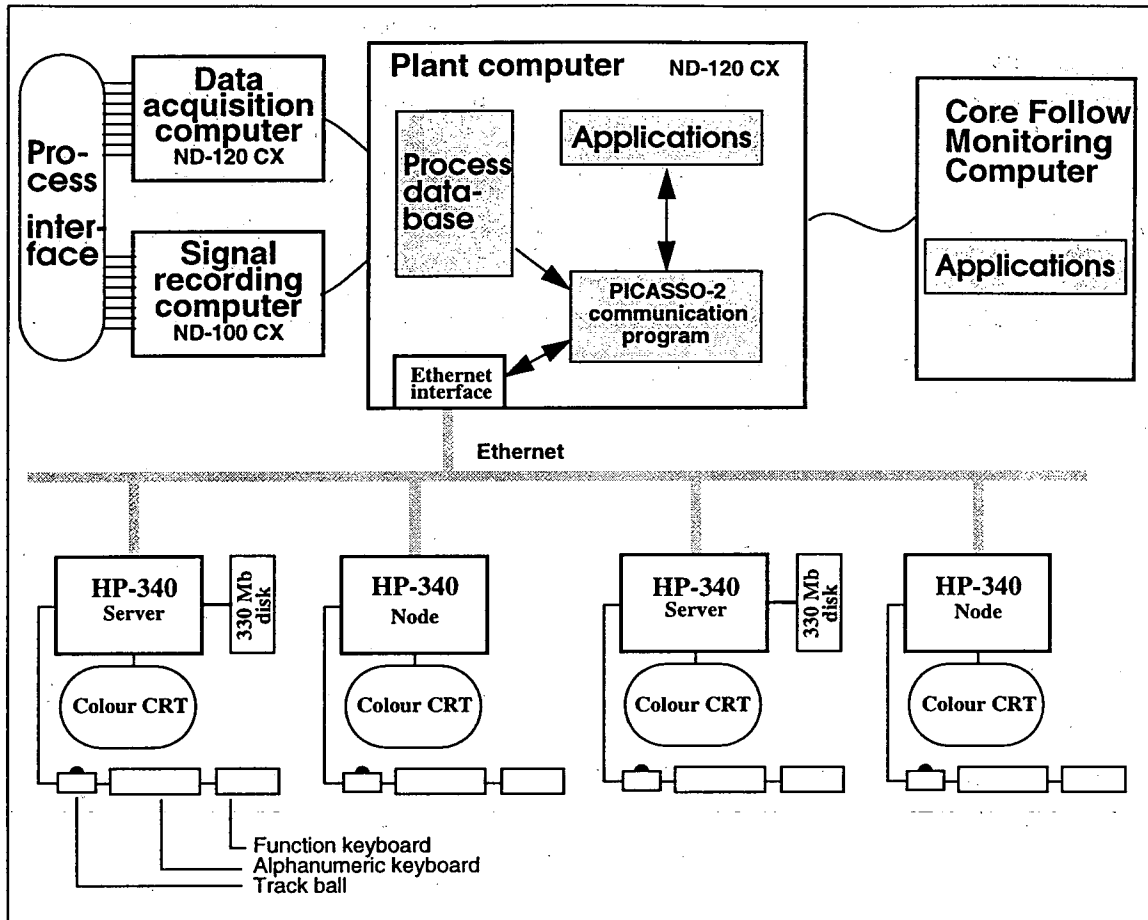 Pro-
cess
inter-
face
Data
acquisition
computer
ND-120 CX
Signal
recording
computer
ND-100 CX
Plant computer ND-120 CX
Process
data-
base
Applications
PICASSO-2
communication
program
Ethernet
interface
Core Follow
Monitoring
Computer
Applications
Ethernet
HP-340
Server
330 Mb
disk
Colour CRT
HP-340
Node
Colour CRT
HP-340
Server
330 Mb
disk
Colour CRT
HP-340
Node
Colour CRT
Function keyboard
Alphanumeric keyboard
Track ball